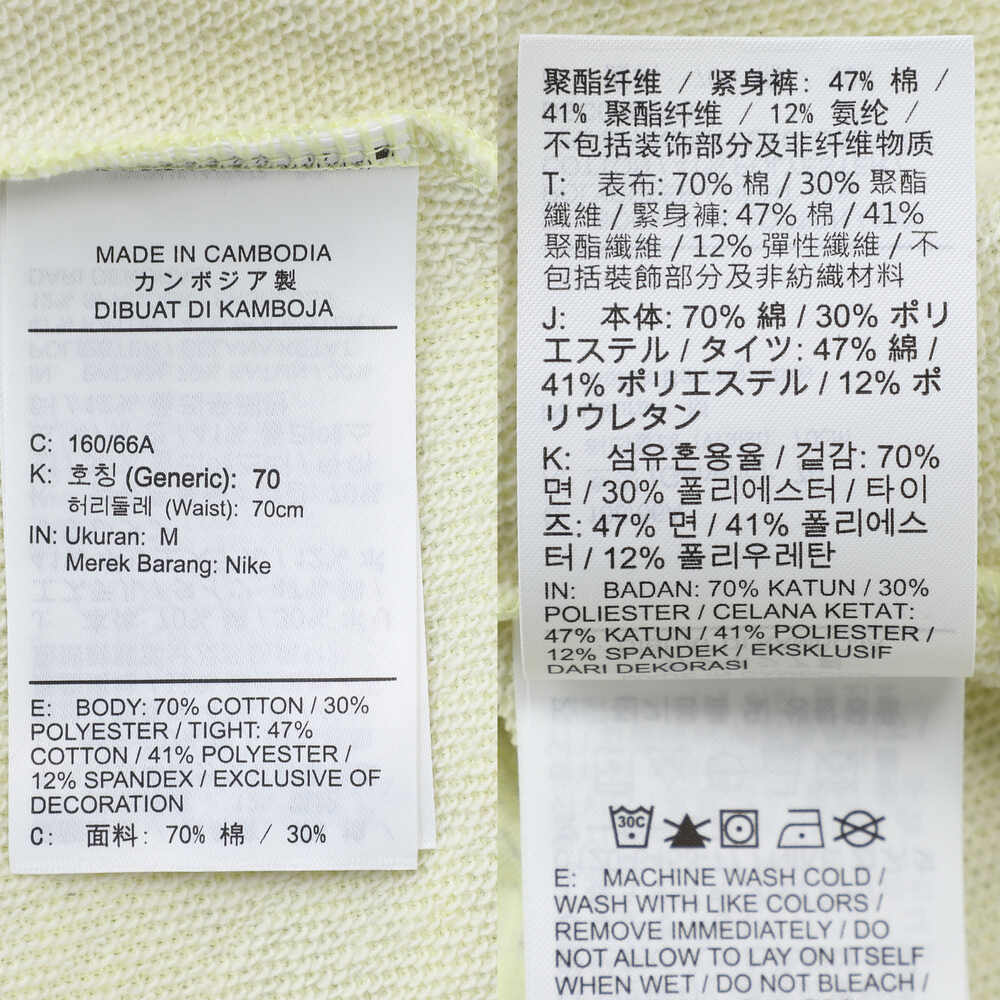 MADE IN CAMBODIA
カンボジア製
DIBUAT DI KAMBOJA
C: 160/66A
K: 호칭 (Generic): 70
허리둘레 (Waist): 70cm
IN: Ukuran: M
Merek Barang: Nike
E: BODY: 70% COTTON / 30%
POLYESTER / TIGHT: 47%
COTTON / 41% POLYESTER /
12% SPANDEX / EXCLUSIVE OF
DECORATION
C: 面料: 70% 棉 / 30%
聚酯纤维 / 紧身裤: 47% 棉 /
41% 聚酯纤维 / 12% 氨纶 /
不包括装饰部分及非纤维物质
T: 表布: 70% 棉 / 30% 聚酯
纖維 / 緊身褲: 47% 棉 / 41%
聚酯纖維 / 12% 彈性纖維 / 不
包括裝飾部分及非紡織材料
J: 本体: 70% 綿 / 30% ポリ
エステル / タイツ: 47% 綿 /
41% ポリエステル / 12% ポ
リウレタン
K: 섬유혼용율 / 겉감: 70%
면 / 30% 폴리에스터 / 타이
즈: 47% 면 / 41% 폴리에스
터 / 12% 폴리우레탄
IN: BADAN: 70% KATUN / 30%
POLIESTER / CELANA KETAT:
47% KATUN / 41% POLIESTER /
12% SPANDEK / EKSKLUSIF
DARI DEKORASI
30C
E: MACHINE WASH COLD /
WASH WITH LIKE COLORS /
REMOVE IMMEDIATELY / DO
NOT ALLOW TO LAY ON ITSELF
WHEN WET / DO NOT BLEACH /